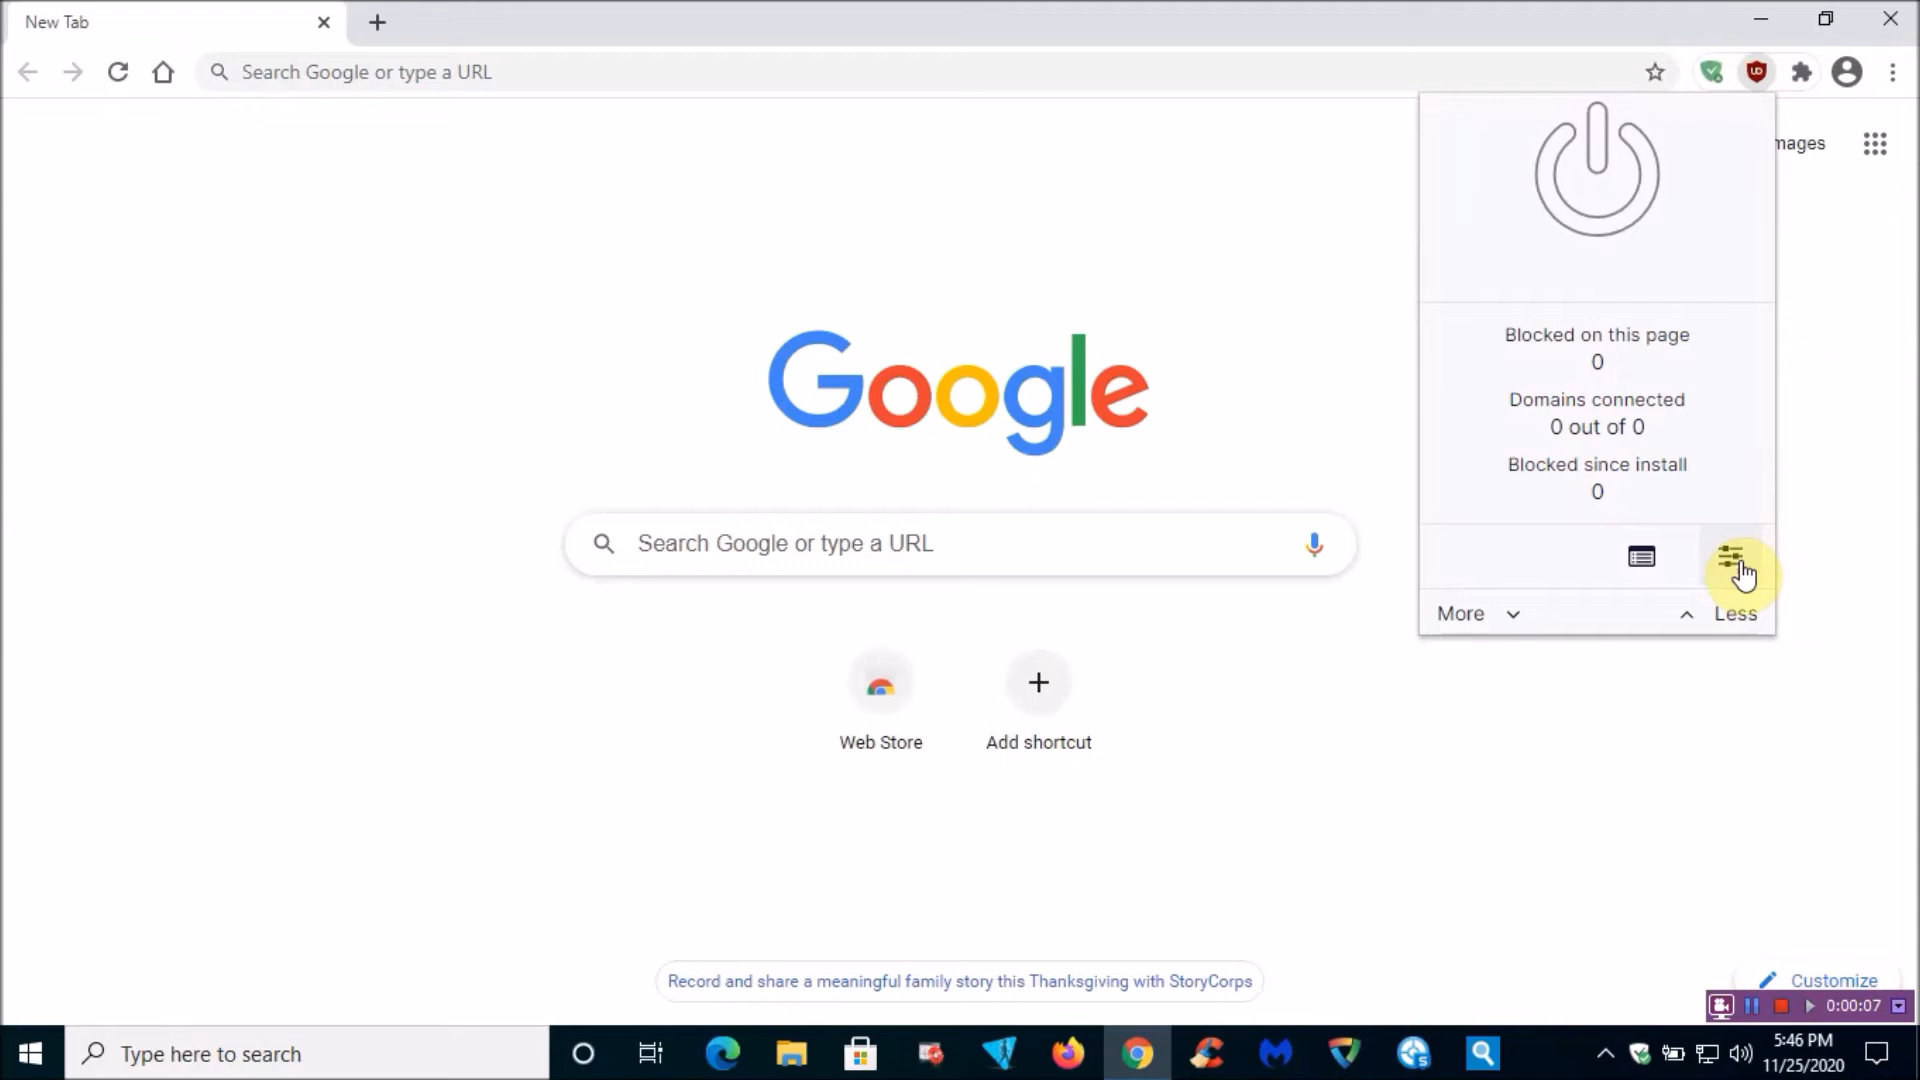 New Tab
Search Google or type a URL
mages
Blocked on this page
0
Domains connected
0 out of 0
Blocked since install
0
More
Less
Google
Search Google or type a URL
Web Store
Add shortcut
Record and share a meaningful family story this Thanksgiving with StoryCorps
Customize
0:00:07
Type here to search
5:46 PM
11/25/2020